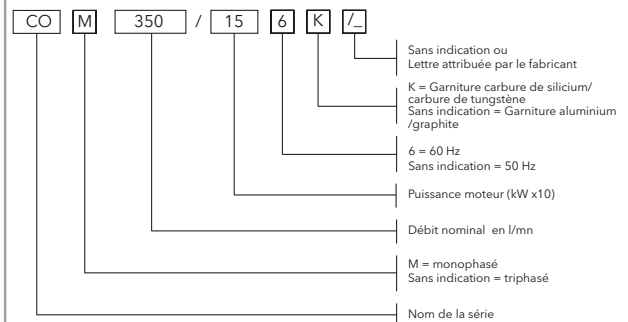 CO M 350 / 15 6 K /_
Sans indication ou
Lettre attribuée par le fabricant
K = Garniture carbure de silicium/
carbure de tungstène
Sans indication = Garniture aluminium
/graphite
6 = 60 Hz
Sans indication = 50 Hz
Puissance moteur (kW x10)
Débit nominal en l/mn
M = monophasé
Sans indication = triphasé
Nom de la série